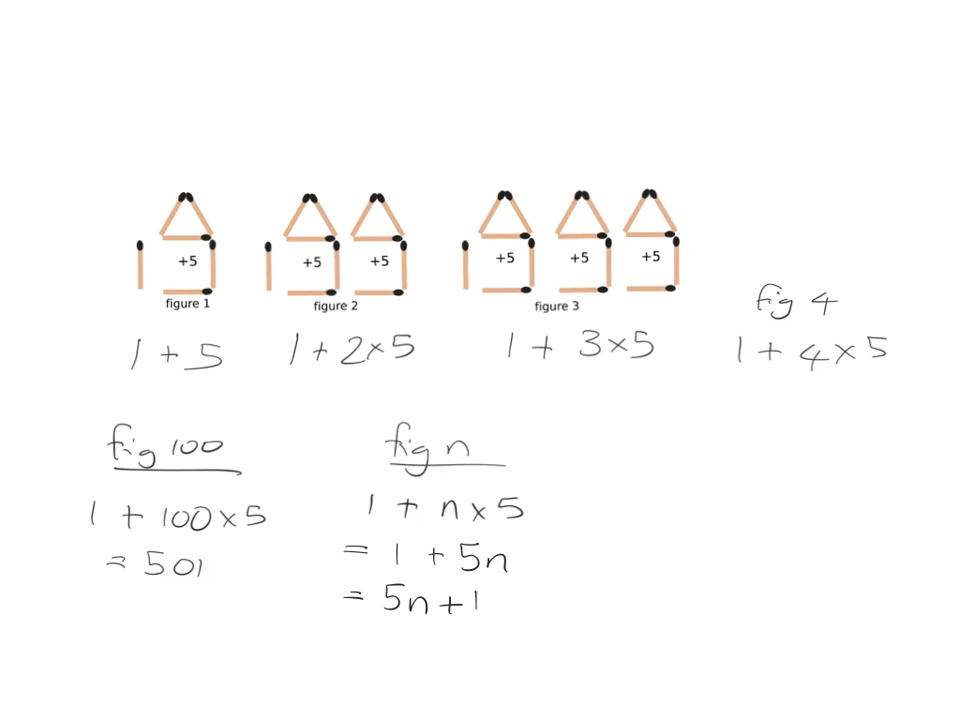 +5
+5 +5
+5 +5 +5
figure 1
figure 2
figure 3
fig 4
1 + 5
1 + 2×5
1 + 3×5
1 + 4×5
fig 100
1 + 100×5
= 501
fig n
1 + n×5
= 1 + 5n
= 5n+1